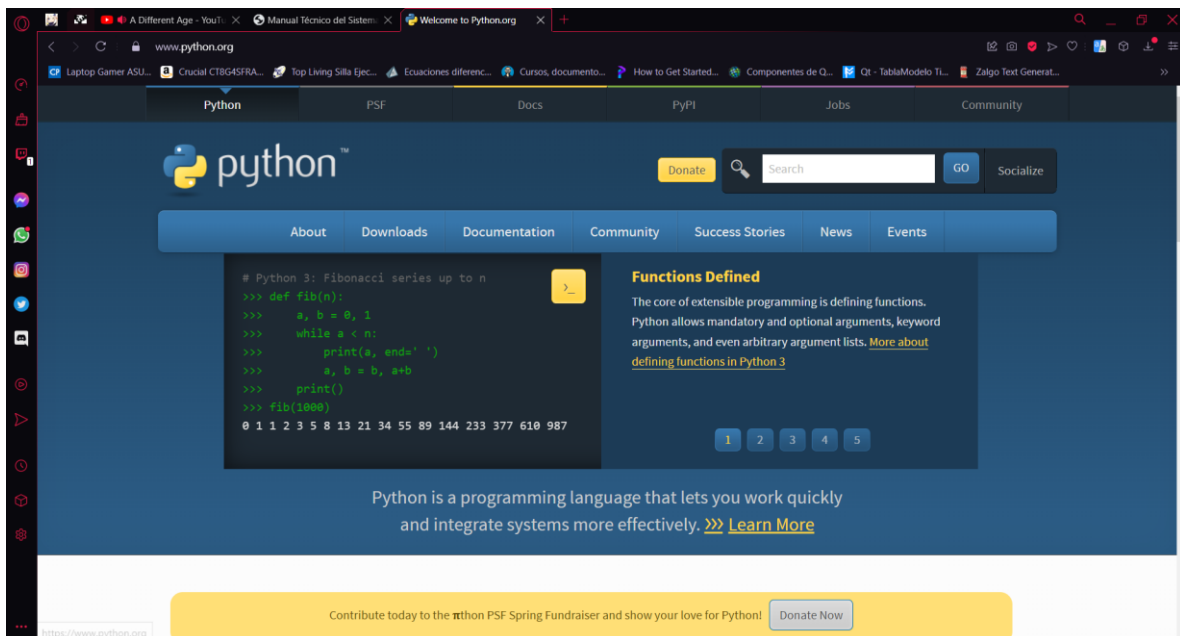 A Different Age - YouTu
Manual Técnico del Sistem
Welcome to Python.org
www.python.org
CP Laptop Gamer ASU...
a Crucial CT8G4SFRA...
Top Living Silla Ejec...
Ecuaciones diferenc...
Cursos, documento...
How to Get Started...
Componentes de Q...
Qt - TablaModelo Ti...
Zalgo Text Generat...
Python
PSF
Docs
PyPI
Jobs
Community
1
python™
Donate
Search
GO
Socialize
About
Downloads
Documentation
Community
Success Stories
News
Events
# Python 3: Fibonacci series up to n
>>> def fib(n):
>>>     a, b = 0, 1
>>>     while a < n:
>>>         print(a, end=' ')
>>>         a, b = b, a+b
>>>     print()
>>> fib(1000)
0 1 1 2 3 5 8 13 21 34 55 89 144 233 377 610 987
>_
Functions Defined
The core of extensible programming is defining functions.
Python allows mandatory and optional arguments, keyword
arguments, and even arbitrary argument lists. More about
defining functions in Python 3
1 2 3 4 5
Python is a programming language that lets you work quickly
and integrate systems more effectively. >>> Learn More
Contribute today to the πthon PSF Spring Fundraiser and show your love for Python!
Donate Now
https://www.python.org